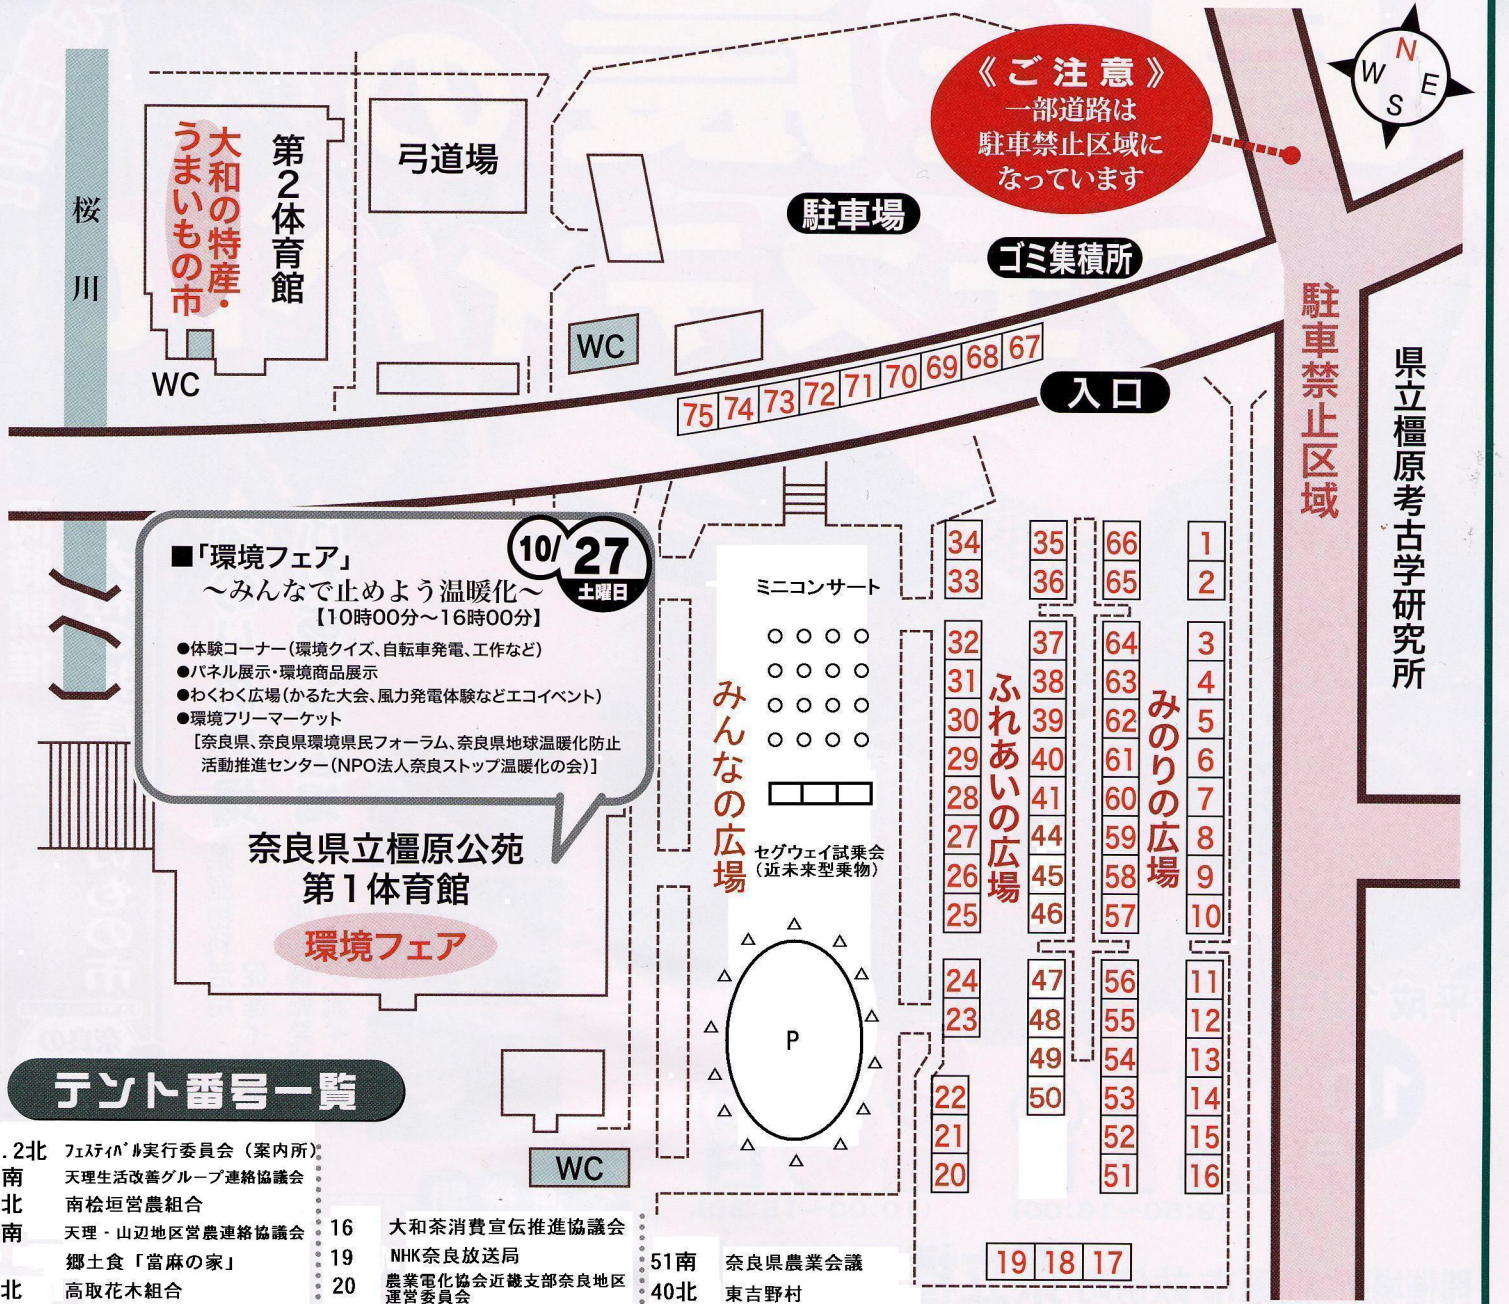 《ご注意》
一部道路は
駐車禁止区域に
なっています
N
W
E
S
桜川
第2体育館
大和の特産・
うまいもの市
WC
弓道場
駐車場
ゴミ集積所
WC
75 74 73 72 71 70 69 68 67
入口
駐車禁止区域
県立橿原考古学研究所
■「環境フェア」
10/27
土曜日
～みんなで止めよう温暖化～
【10時00分～16時00分】
●体験コーナー(環境クイズ、自転車発電、工作など)
●パネル展示・環境商品展示
●わくわく広場(かるた大会、風力発電体験などエコイベント)
●環境フリーマーケット
[奈良県、奈良県環境県民フォーラム、奈良県地球温暖化防止
活動推進センター(NPO法人奈良ストップ温暖化の会)]
奈良県立橿原公苑
第1体育館
環境フェア
みんなの広場
ミニコンサート
セグウェイ試乗会
(近未来型乗物)
P
ふれあいの広場
みのりの広場
34 35 66 1
33 36 65 2
32 37 64 3
31 38 63 4
30 39 62 5
29 40 61 6
28 41 60 7
27 44 59 8
26 45 58 9
25 46 57 10
24 47 56 11
23 48 55 12
49 54 13
22 50 53 14
21 52 15
20 51 16
19 18 17
WC
テント番号一覧
.2北 フェスティバル実行委員会(案内所)
南 天理生活改善グループ連絡協議会
北 南桧垣営農組合
南 天理・山辺地区営農連絡協議会
郷土食「當麻の家」
北 高取花木組合
16 大和茶消費宣伝推進協議会
19 NHK奈良放送局
20 農業電化協会近畿支部奈良地区
運営委員会
51南 奈良県農業会議
40北 東吉野村